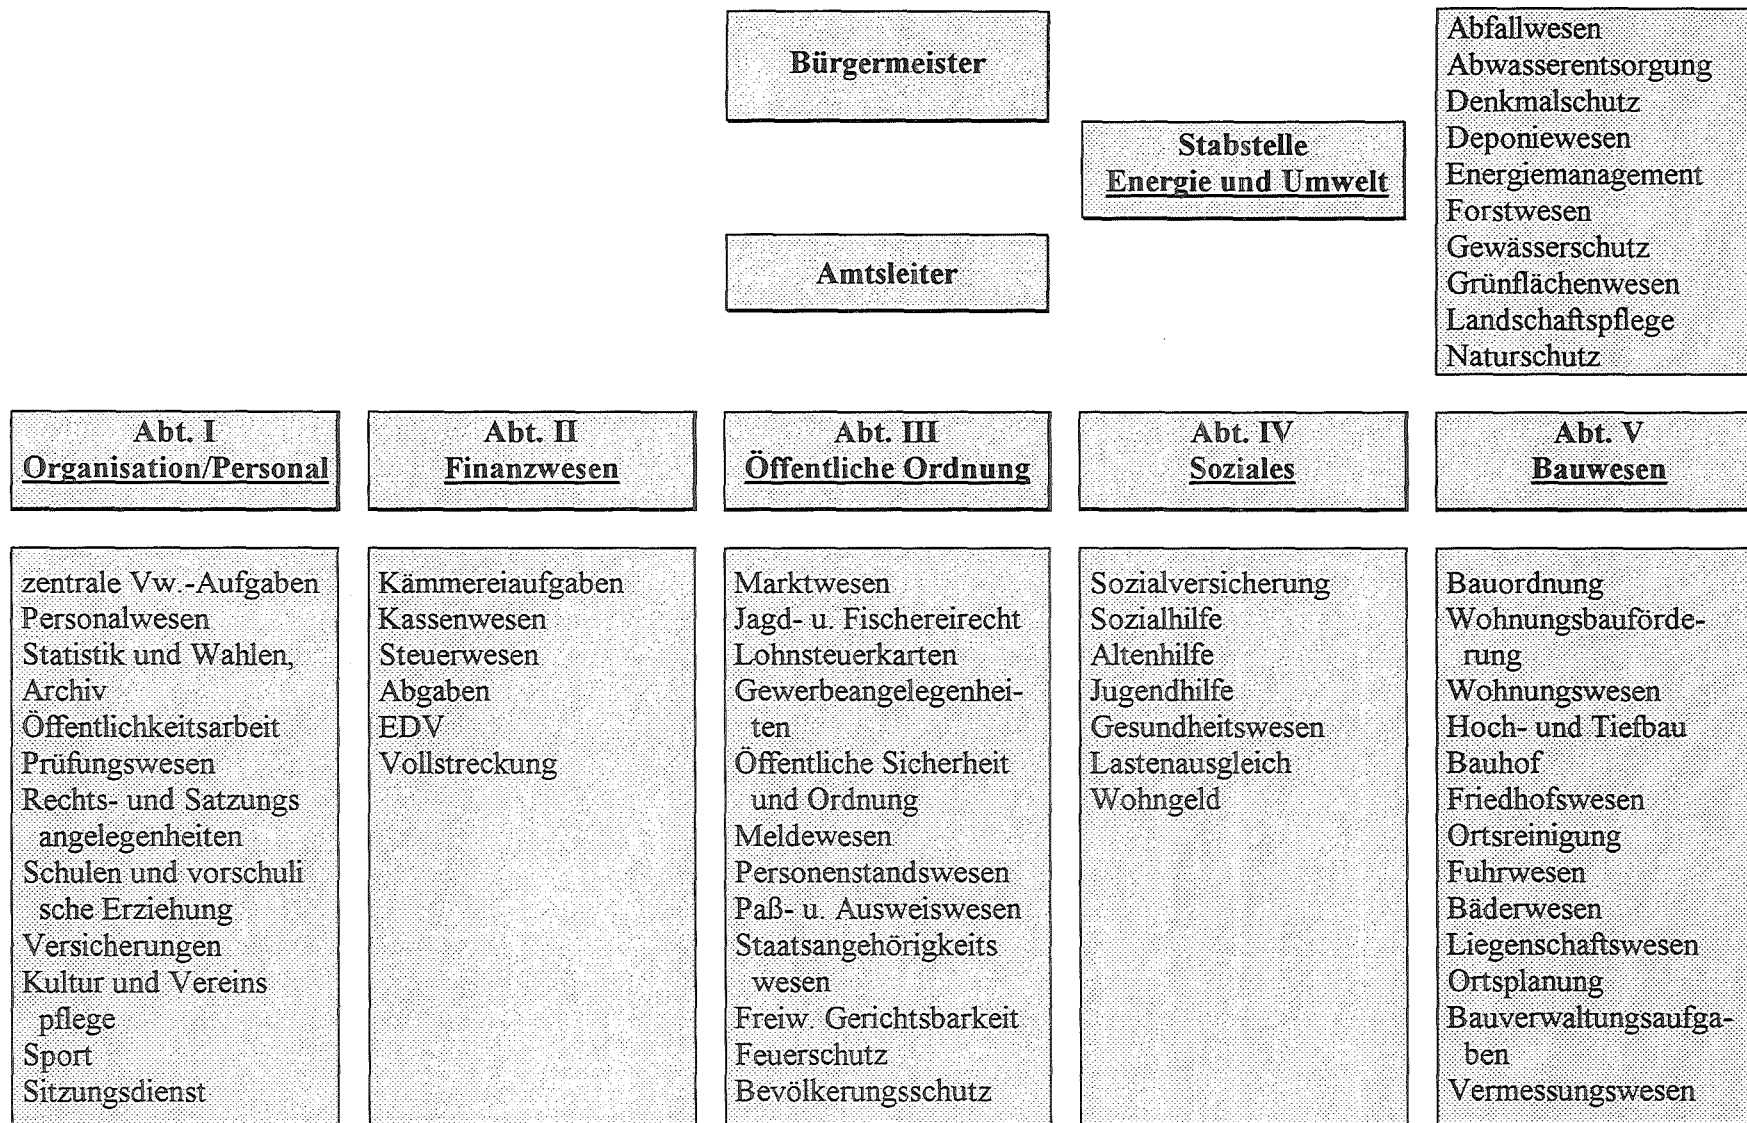 Bürgermeister
Stabstelle
Energie und Umwelt
Amtsleiter
Abfallwesen
Abwasserentsorgung
Denkmalschutz
Deponiewesen
Energiemanagement
Forstwesen
Gewässerschutz
Grünflächenwesen
Landschaftspflege
Naturschutz
Abt. I
Organisation/Personal
Abt. II
Finanzwesen
Abt. III
Öffentliche Ordnung
Abt. IV
Soziales
Abt. V
Bauwesen
zentrale Vw.-Aufgaben
Personalwesen
Statistik und Wahlen,
Archiv
Öffentlichkeitsarbeit
Prüfungswesen
Rechts- und Satzungs
angelegenheiten
Schulen und vorschuli
sche Erziehung
Versicherungen
Kultur und Vereins
pflege
Sport
Sitzungsdienst
Kämmereiaufgaben
Kassenwesen
Steuerwesen
Abgaben
EDV
Vollstreckung
Marktwesen
Jagd- u. Fischereirecht
Lohnsteuerkarten
Gewerbeangelegenhei-
ten
Öffentliche Sicherheit
und Ordnung
Meldewesen
Personenstandswesen
Paß- u. Ausweiswesen
Staatsangehörigkeits
wesen
Freiw. Gerichtsbarkeit
Feuerschutz
Bevölkerungsschutz
Sozialversicherung
Sozialhilfe
Altenhilfe
Jugendhilfe
Gesundheitswesen
Lastenausgleich
Wohngeld
Bauordnung
Wohnungsbauförde-
rung
Wohnungswesen
Hoch- und Tiefbau
Bauhof
Friedhofswesen
Ortsreinigung
Fuhrwesen
Bäderwesen
Liegenschaftswesen
Ortsplanung
Bauverwaltungsaufga-
ben
Vermessungswesen